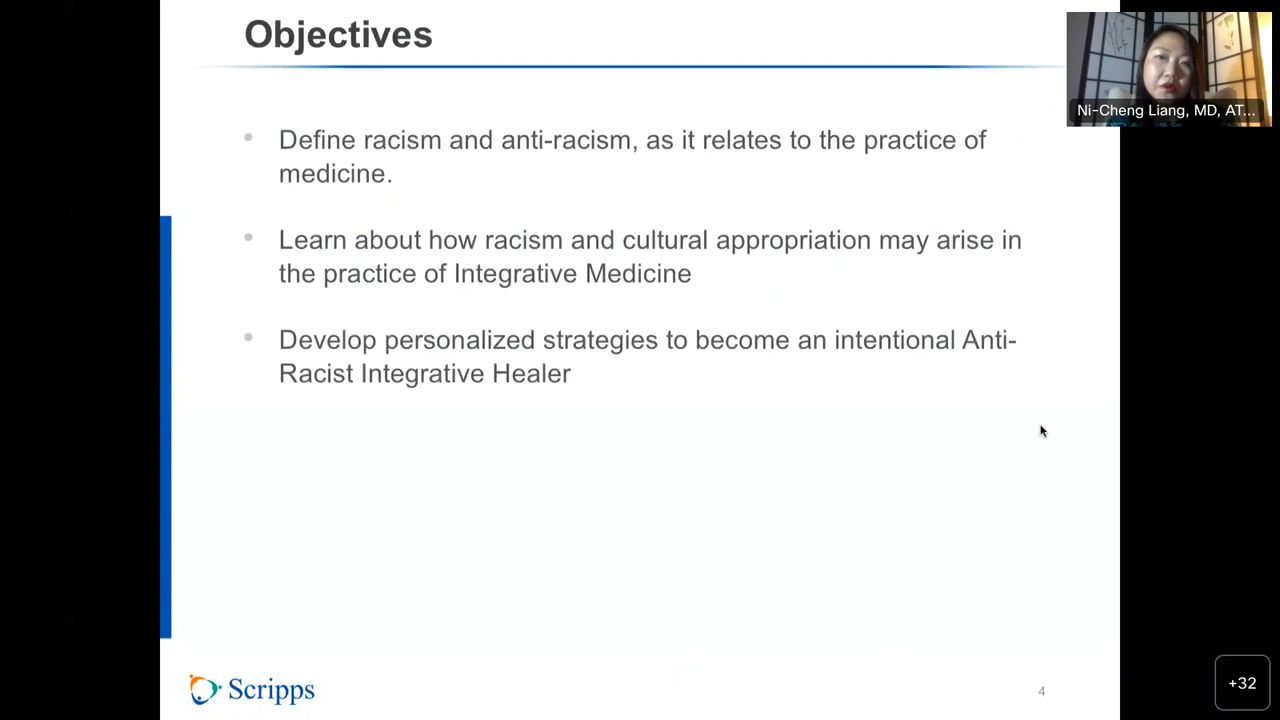 Objectives
Ni-Cheng Liang, MD, AT...
• Define racism and anti-racism, as it relates to the practice of
medicine.
• Learn about how racism and cultural appropriation may arise in
the practice of Integrative Medicine
• Develop personalized strategies to become an intentional Anti-
Racist Integrative Healer
Scripps
4
+32